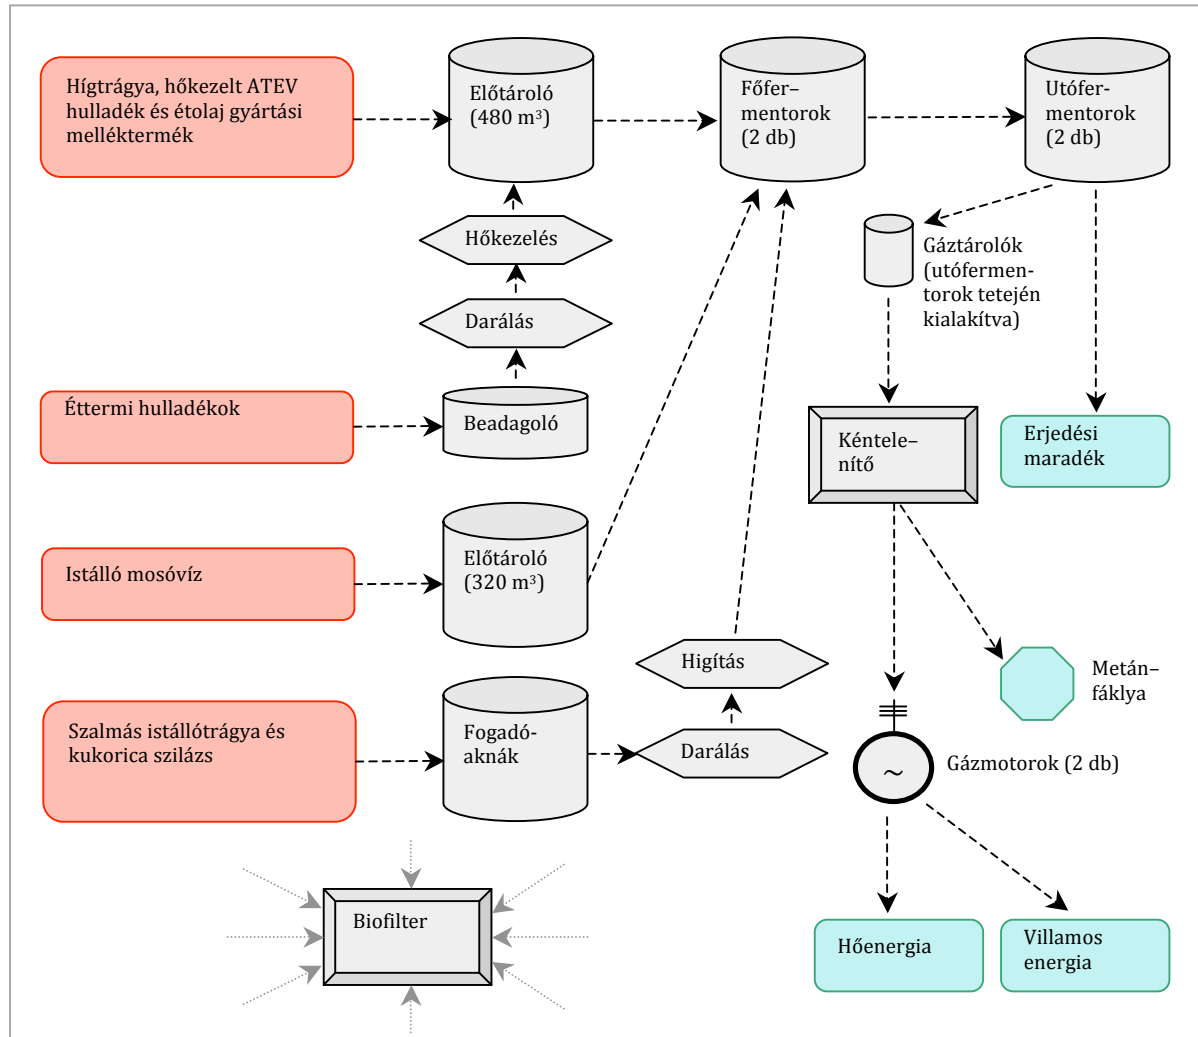 Hígtrágya, hőkezelt ATEV
hulladék és étolaj gyártási
melléktermék
Előtároló
(480 m³)
Főfer–
mentorok
(2 db)
Utófer-
mentorok
(2 db)
Hőkezelés
Gáztárolók
(utófermen-
torok tetején
kialakítva)
Darálás
Éttermi hulladékok
Beadagoló
Kéntele–
nítő
Erjedési
maradék
Istálló mosóvíz
Előtároló
(320 m³)
Higítás
Metán–
fáklya
Szalmás istállótrágya és
kukorica szilázs
Fogadó-
aknák
Darálás
~
Gázmotorok (2 db)
Biofilter
Hőenergia
Villamos
energia